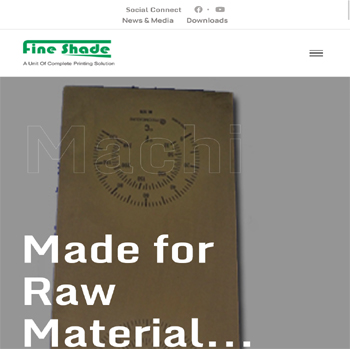 Social Connect
News & Media Downloads
Fine Shade
A Unit Of Complete Printing Solution
Machi
Made for
Raw
Material...